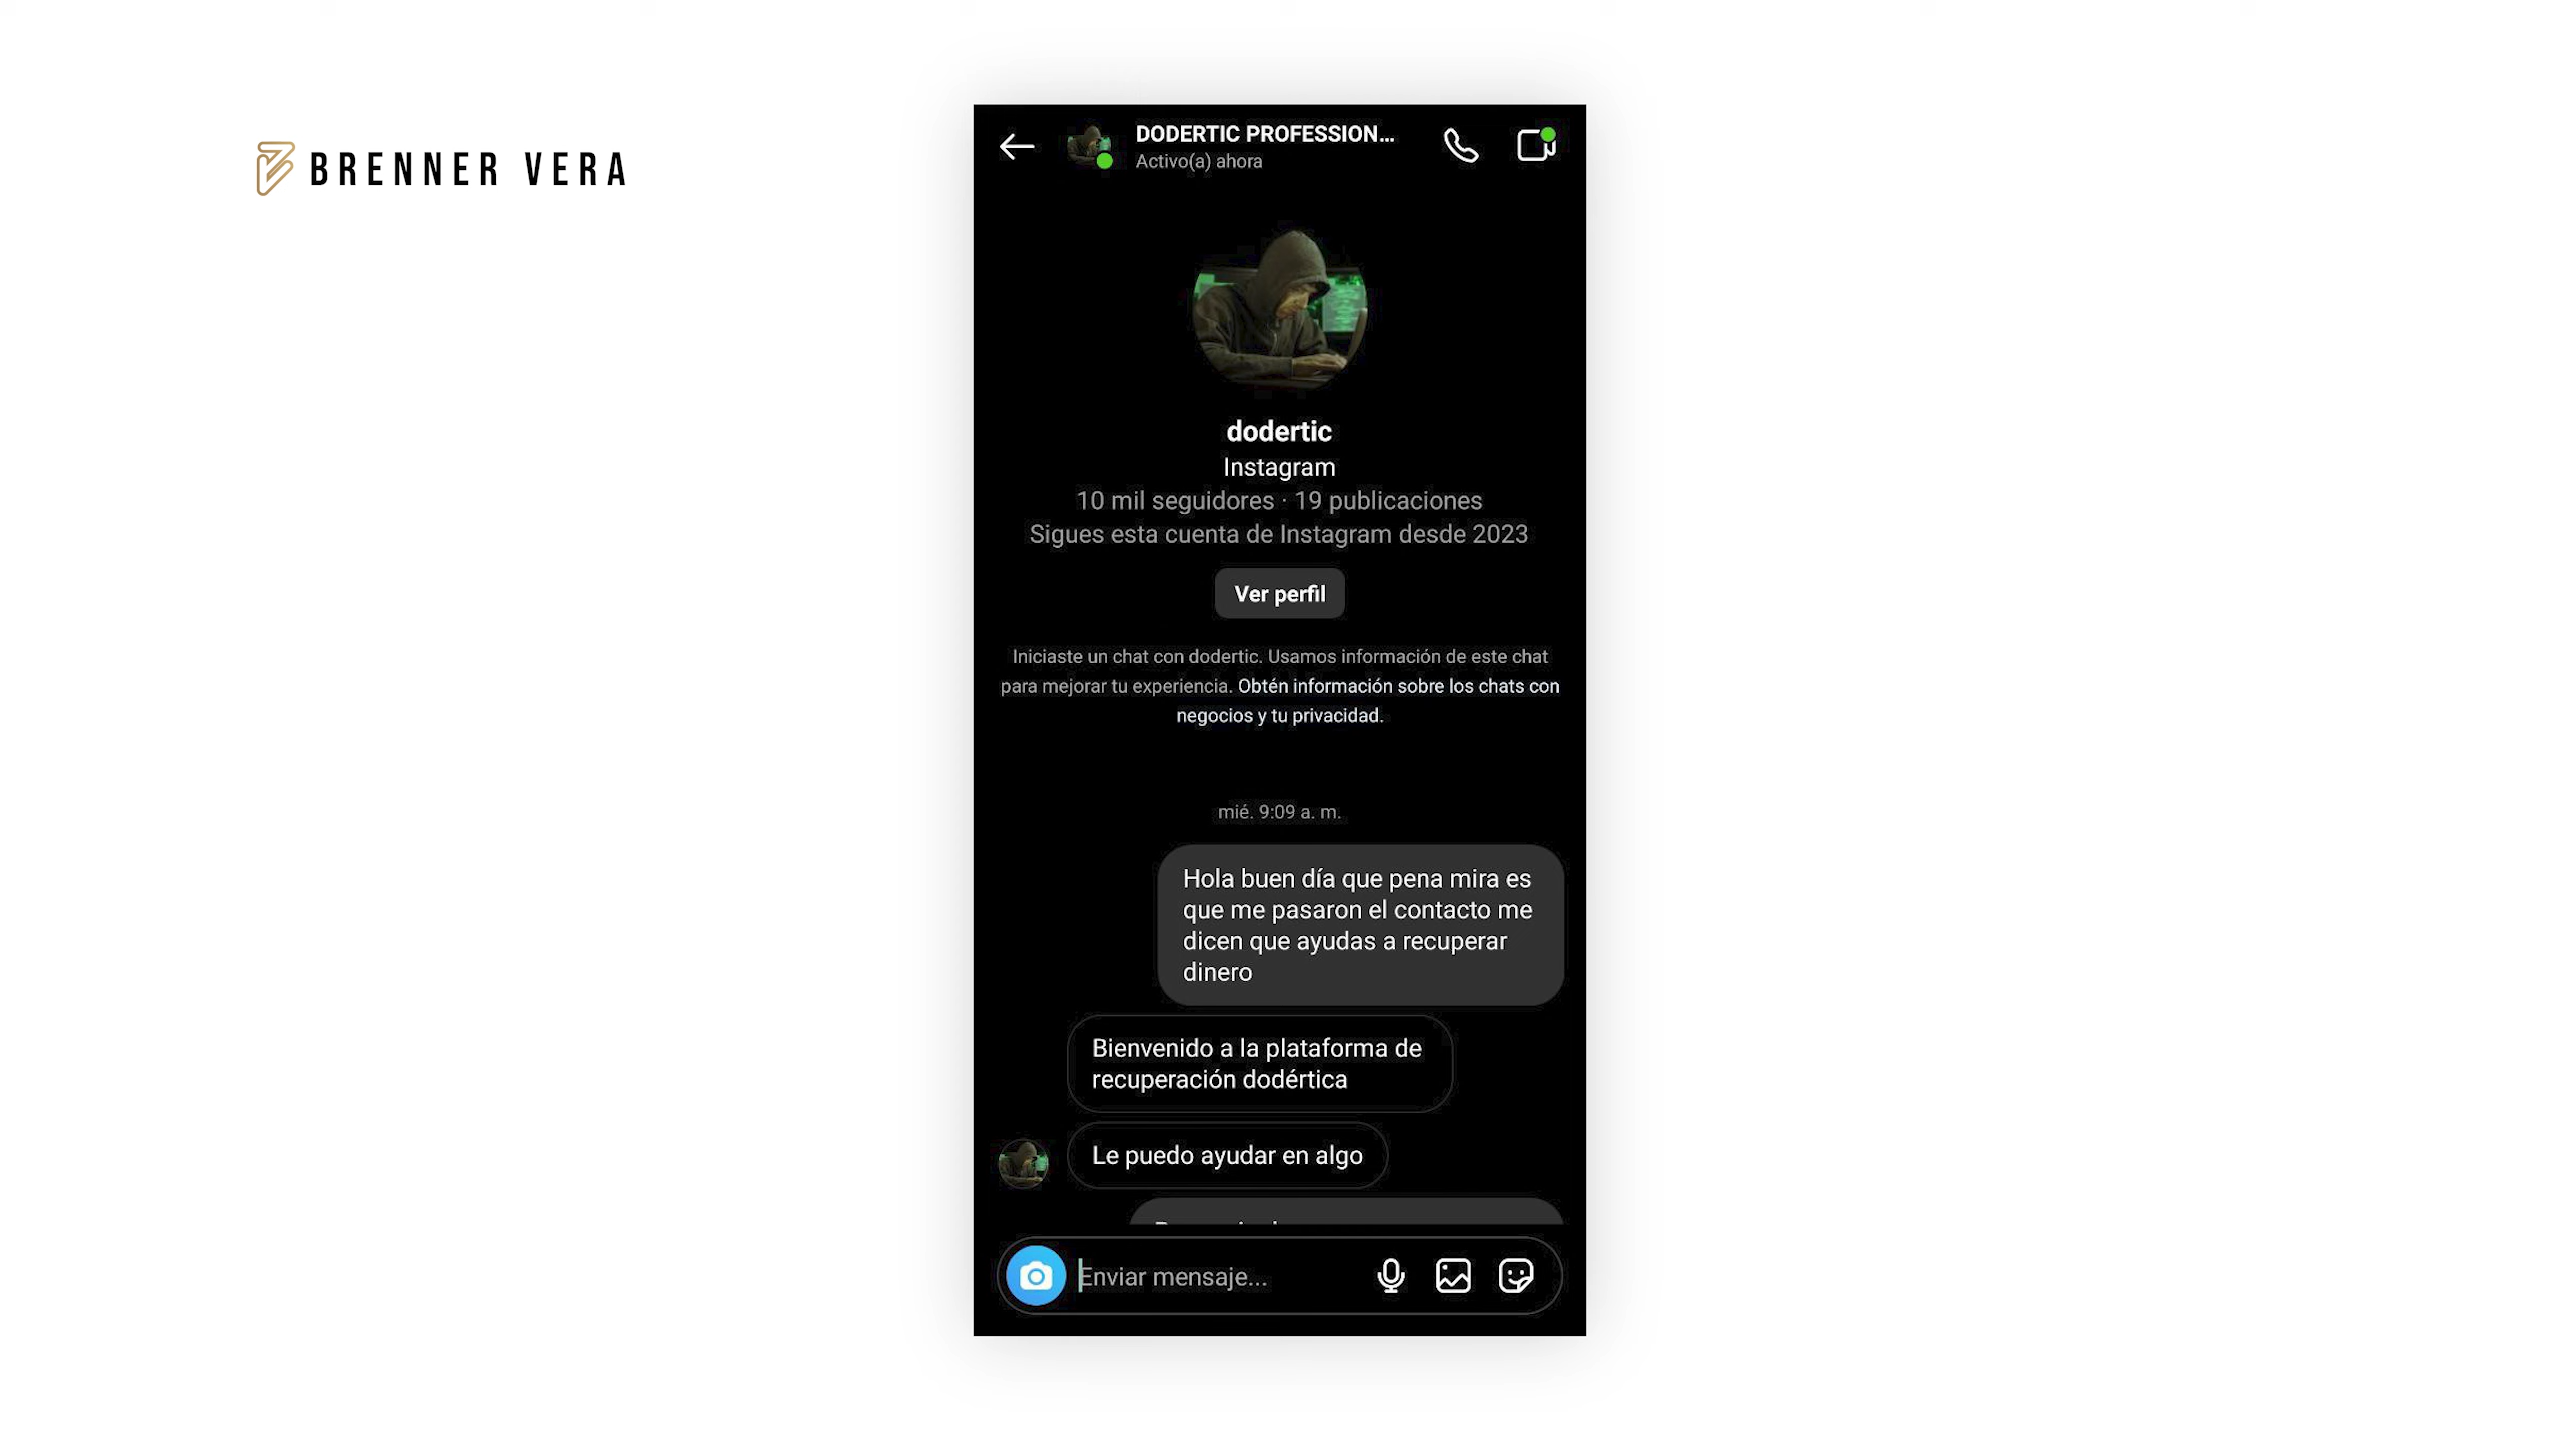 BRENNER VERA
DODERTIC PROFESSION...
Activo(a) ahora
dodertic
Instagram
10 mil seguidores · 19 publicaciones
Sigues esta cuenta de Instagram desde 2023
Ver perfil
Iniciaste un chat con dodertic. Usamos información de este chat
para mejorar tu experiencia. Obtén información sobre los chats con
negocios y tu privacidad.
mié. 9:09 a. m.
Hola buen día que pena mira es
que me pasaron el contacto me
dicen que ayudas a recuperar
dinero
Bienvenido a la plataforma de
recuperación dodértica
Le puedo ayudar en algo
Enviar mensaje...